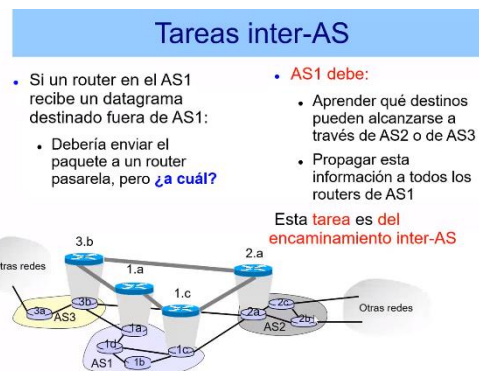 Tareas inter-AS
Si un router en el AS1
recibe un datagrama
destinado fuera de AS1:
Debería enviar el
paquete a un router
pasarela, pero ¿a cuál?
AS1 debe:
Aprender qué destinos
pueden alcanzarse a
través de AS2 o de AS3
Propagar esta
información a todos los
routers de AS1
Esta tarea es del
encaminamiento inter-AS
3.b
2.a
1.a
1.c
tras redes
3b
3a
AS3
2c
2a
2b
AS2
Otras redes
1a
1d
1c
1b
AS1